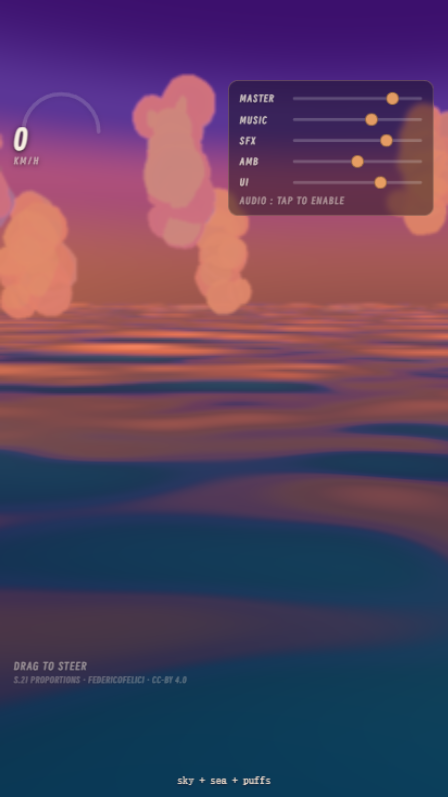 0
KM/H
MASTER
MUSIC
SFX
AMB
UI
AUDIO : TAP TO ENABLE
DRAG TO STEER
S.21 PROPORTIONS · FEDERICOFELICI · CC-BY 4.0
sky + sea + puffs